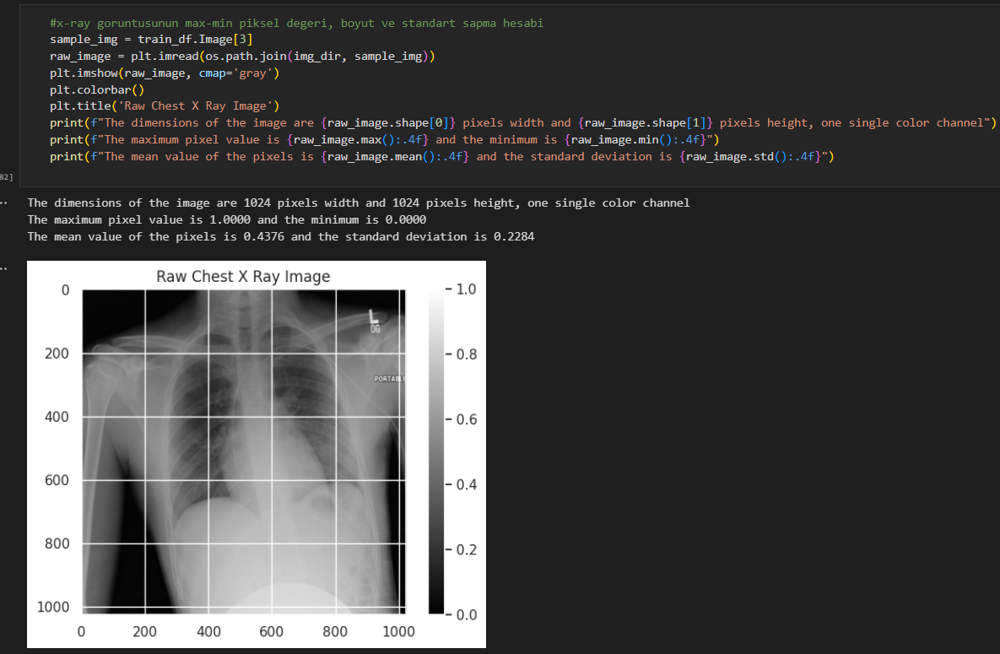 #x-ray goruntusunun max-min piksel degeri, boyut ve standart sapma hesabi
sample_img = train_df.Image[3]
raw_image = plt.imread(os.path.join(img_dir, sample_img))
plt.imshow(raw_image, cmap='gray')
plt.colorbar()
plt.title('Raw Chest X Ray Image')
print(f"The dimensions of the image are {raw_image.shape[0]} pixels width and {raw_image.shape[1]} pixels height, one single color channel")
print(f"The maximum pixel value is {raw_image.max():.4f} and the minimum is {raw_image.min():.4f}")
print(f"The mean value of the pixels is {raw_image.mean():.4f} and the standard deviation is {raw_image.std():.4f}")
82]
The dimensions of the image are 1024 pixels width and 1024 pixels height, one single color channel
The maximum pixel value is 1.0000 and the minimum is 0.0000
The mean value of the pixels is 0.4376 and the standard deviation is 0.2284
Raw Chest X Ray Image
0
200
400
600
800
1000
0 200 400 600 800 1000
L
OG
PORTABLE
1.0
0.8
0.6
0.4
0.2
0.0